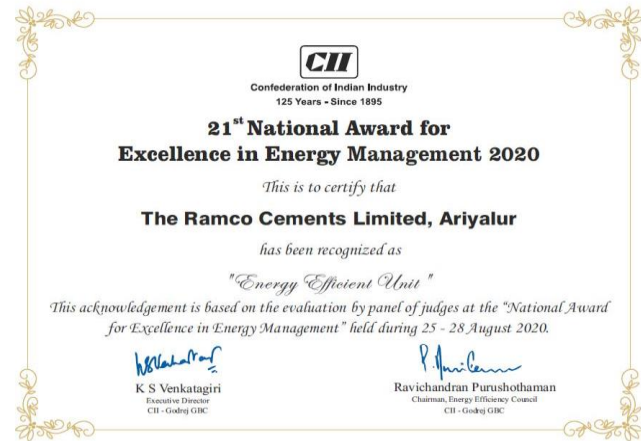 CII
Confederation of Indian Industry
125 Years - Since 1895
21st National Award for
Excellence in Energy Management 2020
This is to certify that
The Ramco Cements Limited, Ariyalur
has been recognized as
"Energy Efficient Unit "
This acknowledgement is based on the evaluation by panel of judges at the "National Award
for Excellence in Energy Management" held during 25 - 28 August 2020.
K S Venkatagiri
Executive Director
CII - Godrej GBC
Ravichandran Purushothaman
Chairman, Energy Efficiency Council
CII - Godrej GBC